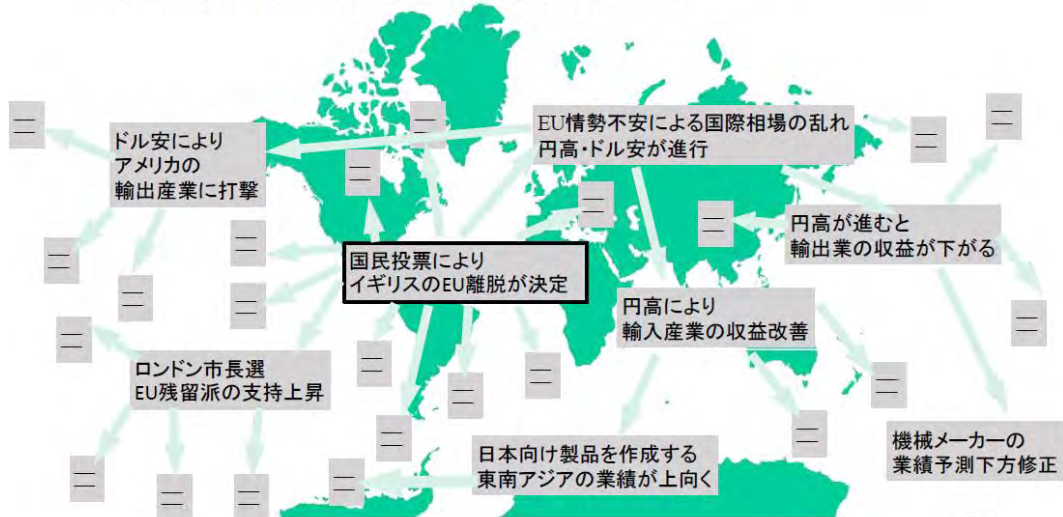 ドル安により
アメリカの
輸出産業に打撃
EU情勢不安による国際相場の乱れ
円高・ドル安が進行
国民投票により
イギリスのEU離脱が決定
円高が進むと
輸出業の収益が下がる
円高により
輸入産業の収益改善
ロンドン市長選
EU残留派の支持上昇
日本向け製品を作成する
東南アジアの業績が上向く
機械メーカーの
業績予測下方修正